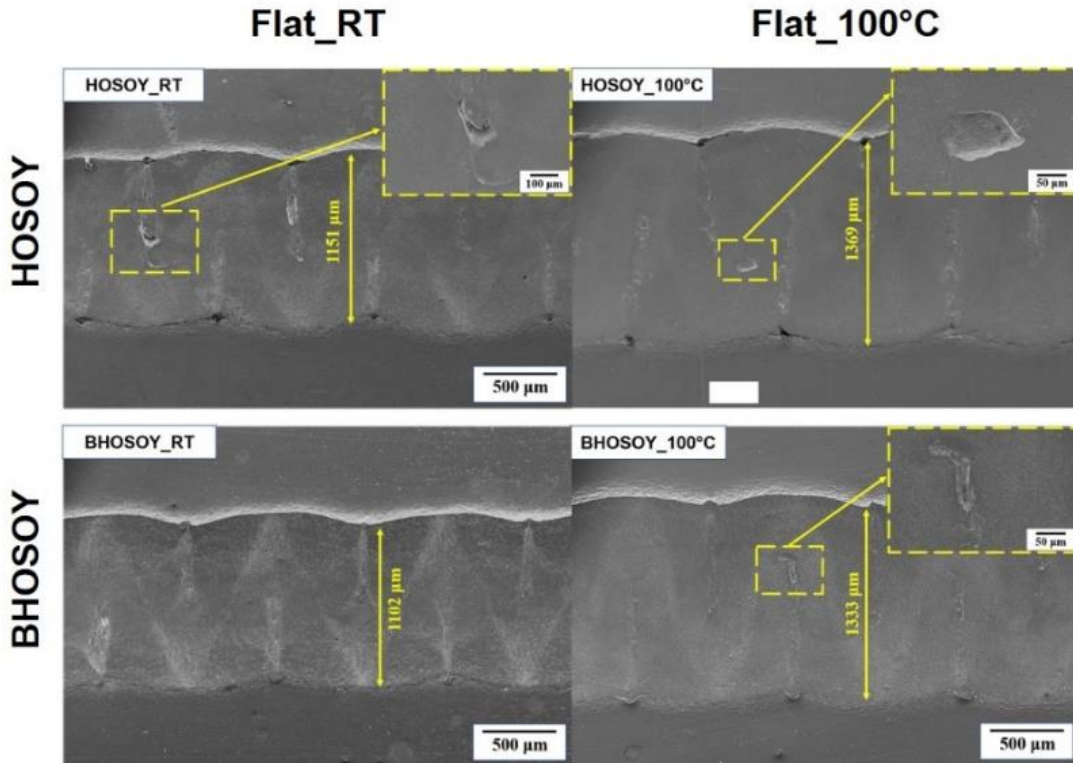 Flat_RT
Flat_100°C
HOSOY
HOSOY_RT
100 µm
1151 µm
500 µm
HOSOY_100°C
50 µm
1369 µm
BHOSOY
BHOSOY_RT
1102 µm
500 µm
BHOSOY_100°C
50 µm
1333 µm
500 µm